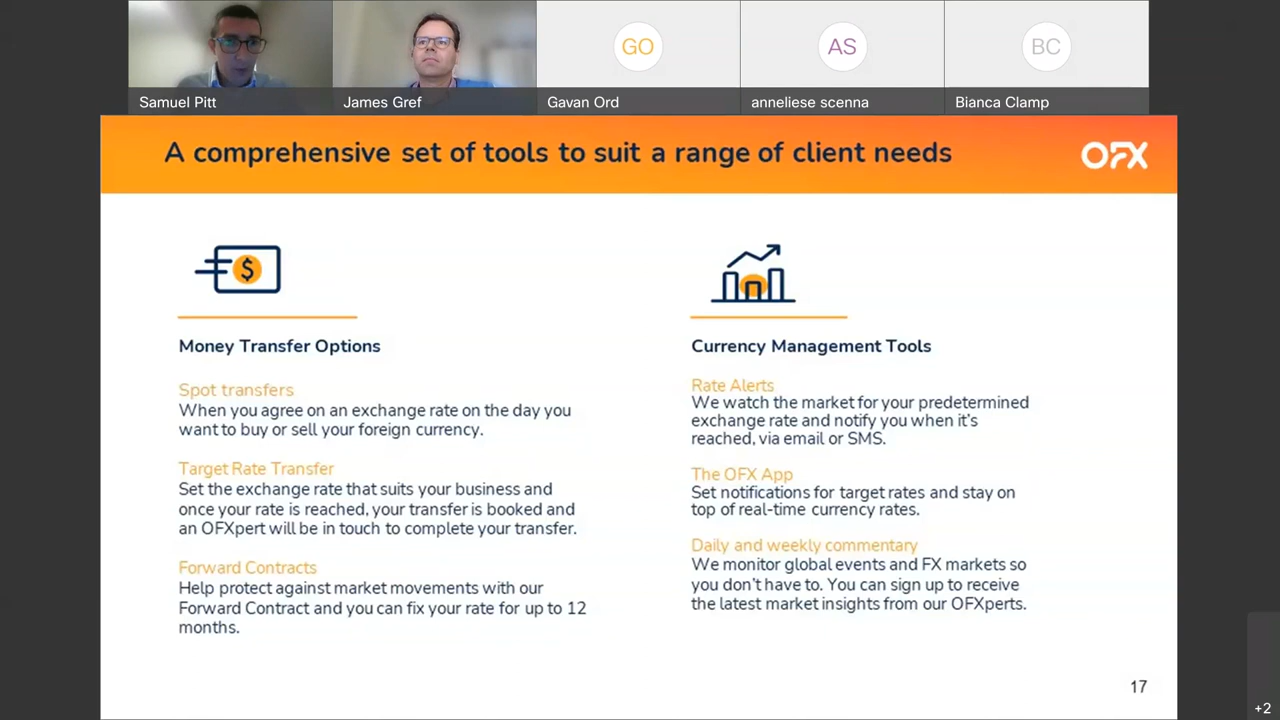 GO
AS
BC
Samuel Pitt
James Gref
Gavan Ord
anneliese scenna
Bianca Clamp
A comprehensive set of tools to suit a range of client needs
OFX
$
Money Transfer Options
Spot transfers
When you agree on an exchange rate on the day you
want to buy or sell your foreign currency.
Target Rate Transfer
Set the exchange rate that suits your business and
once your rate is reached, your transfer is booked and
an OFXpert will be in touch to complete your transfer.
Forward Contracts
Help protect against market movements with our
Forward Contract and you can fix your rate for up to 12
months.
Currency Management Tools
Rate Alerts
We watch the market for your predetermined
exchange rate and notify you when it's
reached, via email or SMS.
The OFX App
Set notifications for target rates and stay on
top of real-time currency rates.
Daily and weekly commentary
We monitor global events and FX markets so
you don't have to. You can sign up to receive
the latest market insights from our OFXperts.
17
+2